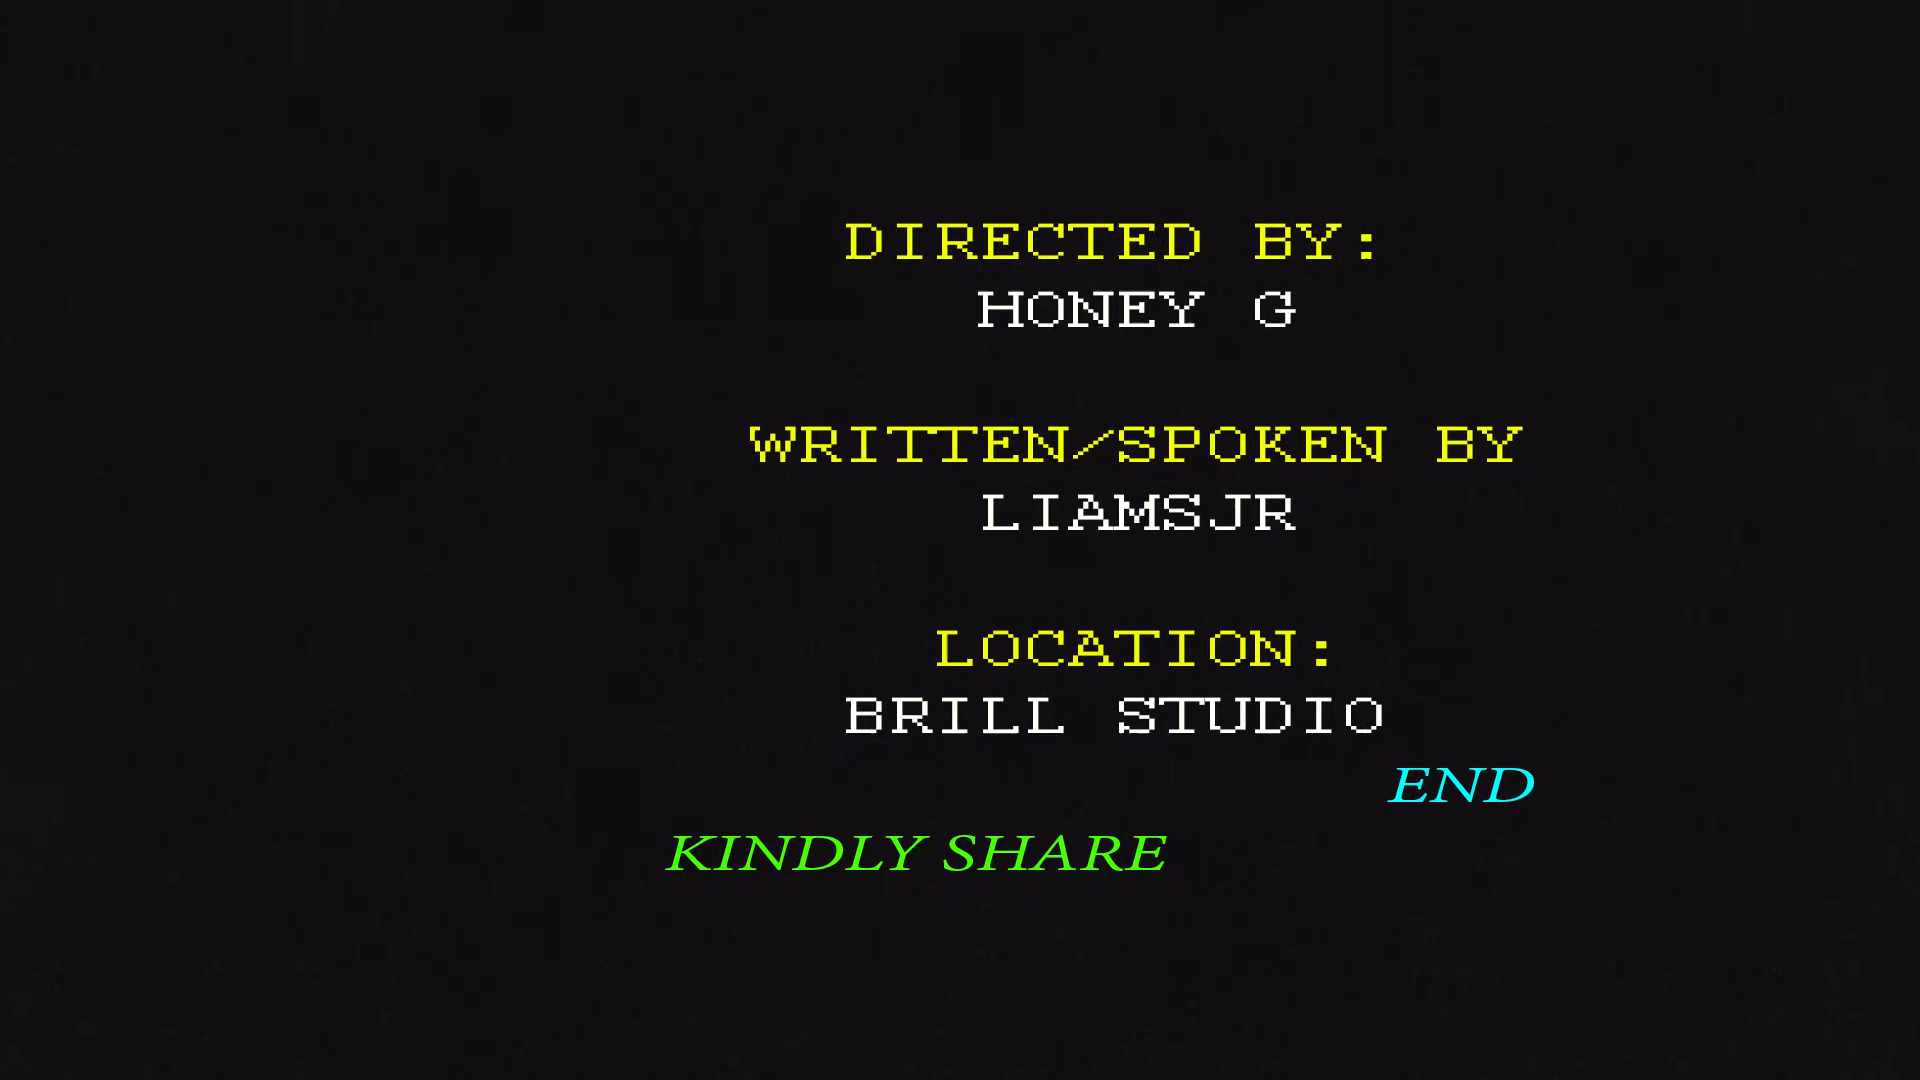 DIRECTED BY:
HONEY G
WRITTEN/SPOKEN BY
LIAMSJR
LOCATION:
BRILL STUDIO
END
KINDLY SHARE